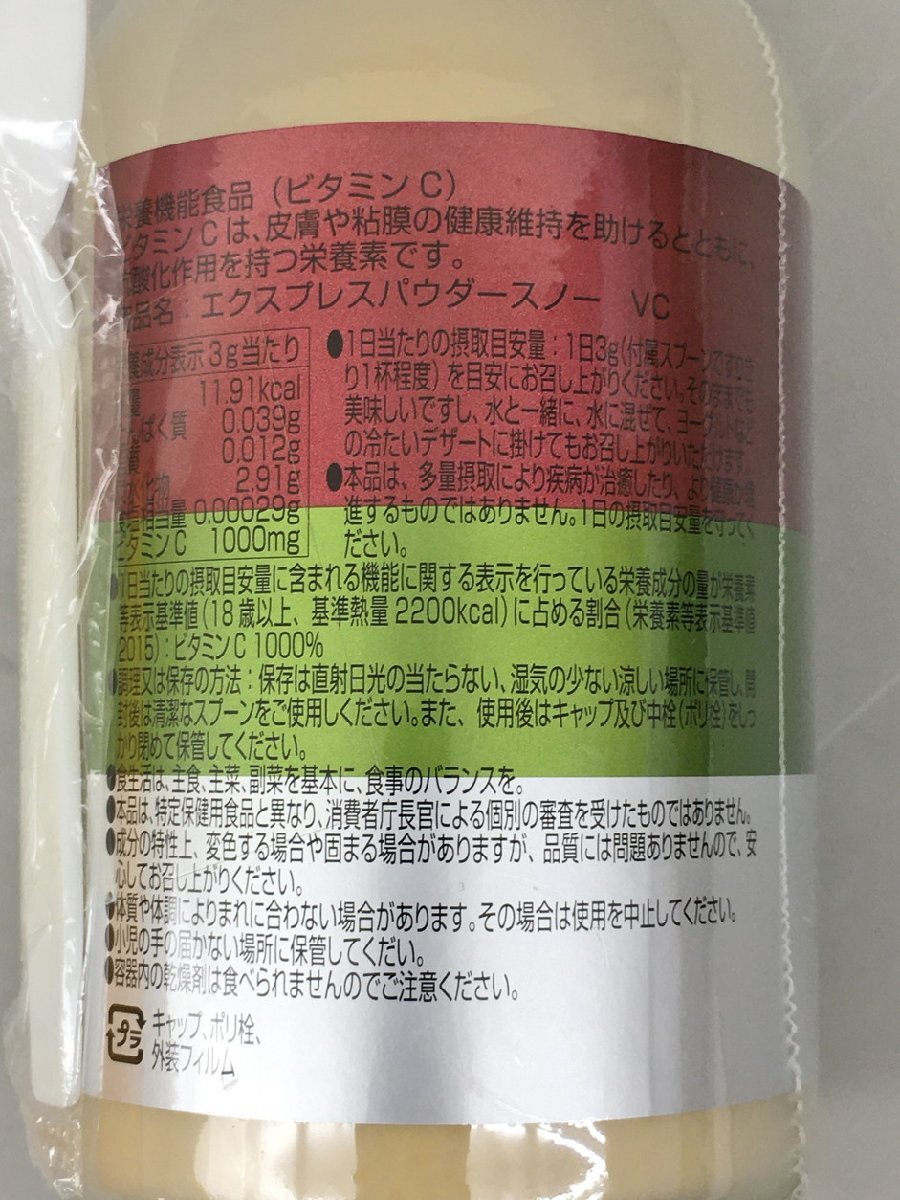 栄養機能食品 (ビタミンC)
ビタミンCは、皮膚や粘膜の健康維持を助けるとともに、
抗酸化作用を持つ栄養素です。
品名：エクスプレスパウダースノー VC
養成分表示 3g当たり
量 11.91kcal
ぱく質 0.039g
質 0.012g
水化物 2.91g
塩相当量 0.00029g
ビタミンC 1000mg
●1日当たりの摂取目安量：1日3g(付属スプーンですりき
り1杯程度)を目安にお召し上がりください。そのままでも
美味しいですし、水と一緒に、水に混ぜて、ヨーグルトなど
の冷たいデザートに掛けてもお召し上がりいただけます。
●本品は、多量摂取により疾病が治癒したり、より健康が増
進するものではありません。1日の摂取目安量を守ってく
ださい。
●1日当たりの摂取目安量に含まれる機能に関する表示を行っている栄養成分の量が栄養素
等表示基準値(18歳以上、基準熱量2200kcal)に占める割合(栄養素等表示基準値
2015)：ビタミンC 1000%
●調理又は保存の方法：保存は直射日光の当たらない、湿気の少ない涼しい場所に保管し、開
封後は清潔なスプーンをご使用しください。また、使用後はキャップ及び中栓(ポリ栓)をしっ
かり閉めて保管してください。
●食生活は、主食、主菜、副菜を基本に、食事のバランスを。
●本品は、特定保健用食品と異なり、消費者庁長官による個別の審査を受けたものではありません。
●成分の特性上、変色する場合や固まる場合がありますが、品質には問題ありませんので、安
心してお召し上がりください。
●体質や体調によりまれに合わない場合があります。その場合は使用を中止してください。
●小児の手の届かない場所に保管してくだい。
●容器内の乾燥剤は食べられませんのでご注意ください。
プラ キャップ、ポリ栓、
外装フィルム